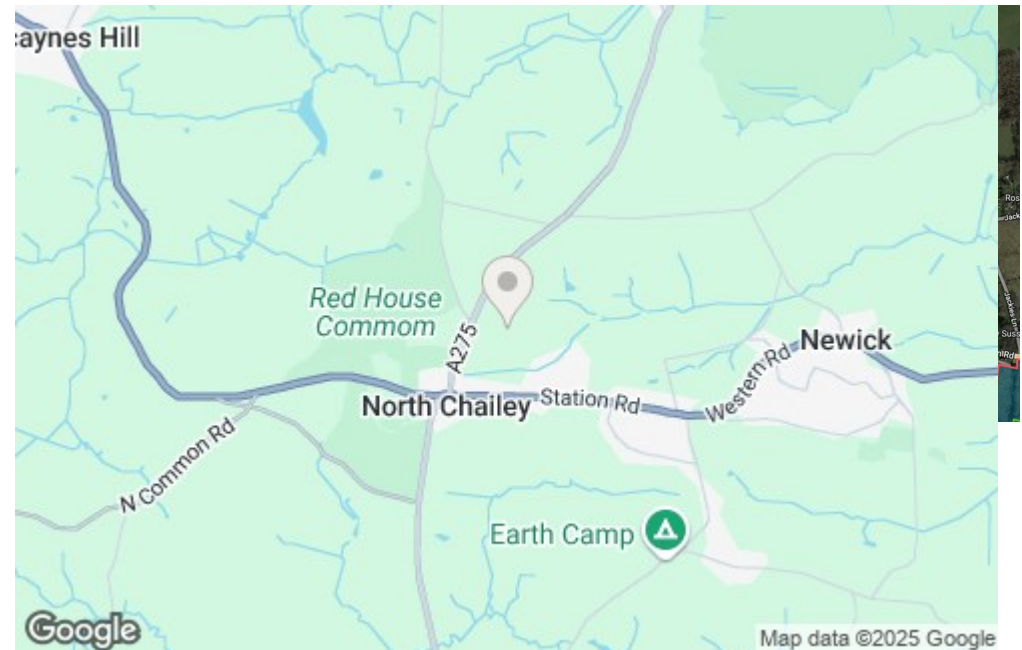 caynes Hill
Red House
Commom
A275
Newick
Western Rd
Station Rd
North Chailey
N Common Rd
Earth Camp
Google
Map data ©2025 Google